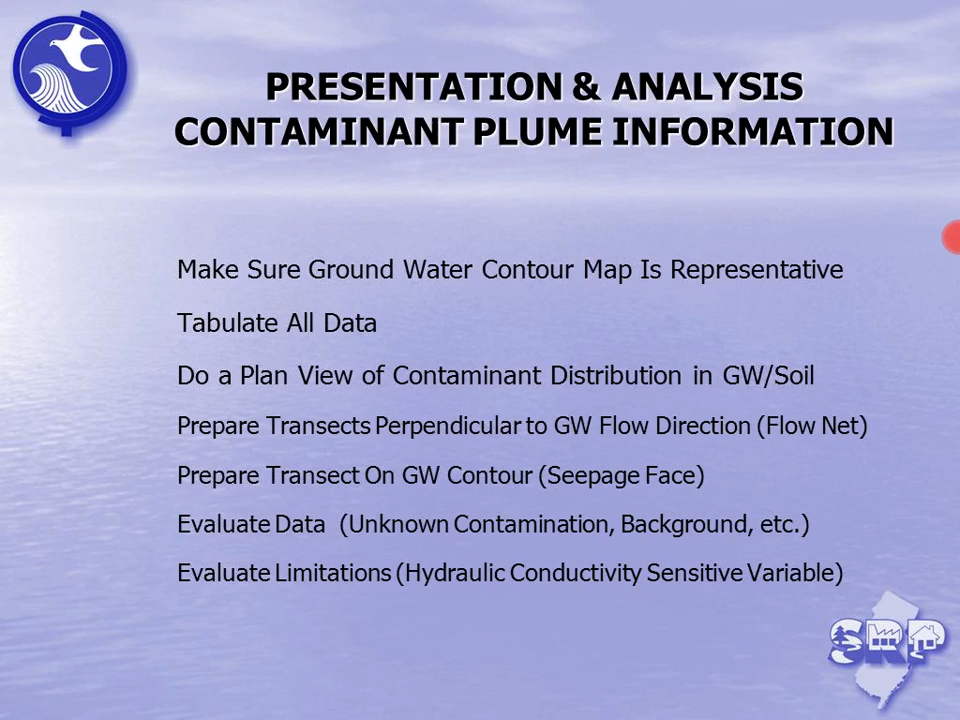 PRESENTATION & ANALYSIS
CONTAMINANT PLUME INFORMATION
Make Sure Ground Water Contour Map Is Representative
Tabulate All Data
Do a Plan View of Contaminant Distribution in GW/Soil
Prepare Transects Perpendicular to GW Flow Direction (Flow Net)
Prepare Transect On GW Contour (Seepage Face)
Evaluate Data  (Unknown Contamination, Background, etc.)
Evaluate Limitations (Hydraulic Conductivity Sensitive Variable)
SRP